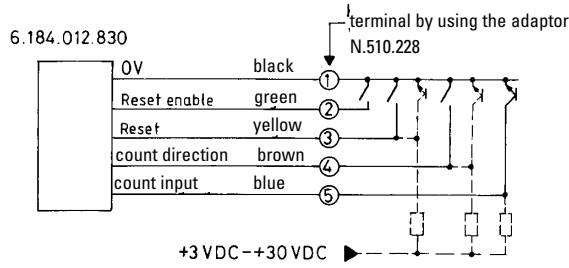 terminal by using the adaptor
N.510.228
6.184.012.830
0V black 1
Reset enable green 2
Reset yellow 3
count direction brown 4
count input blue 5
+3 VDC-+30 VDC